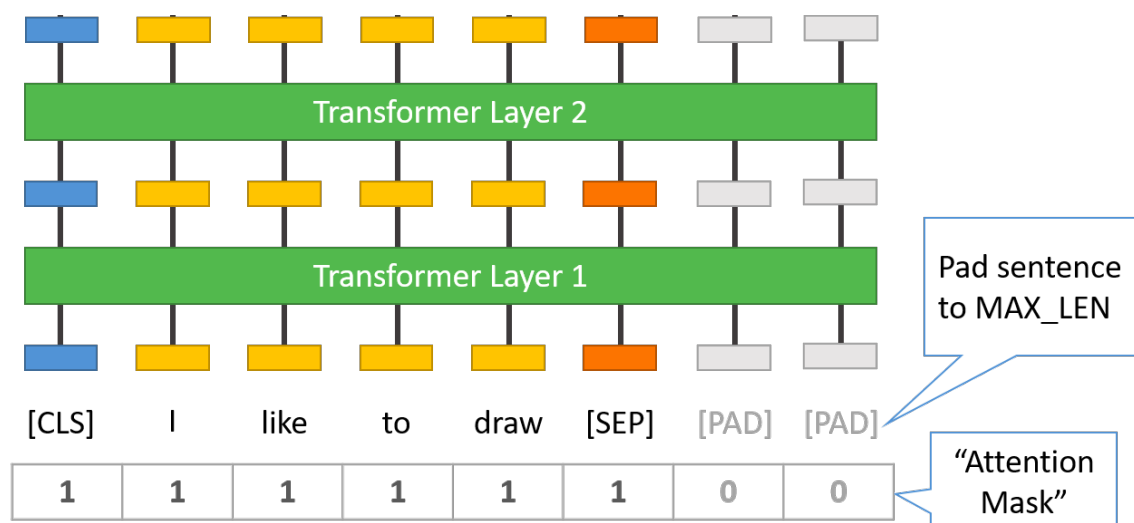 Transformer Layer 2
Transformer Layer 1
Pad sentence
to MAX_LEN
[CLS] I like to draw [SEP] [PAD] [PAD]
1 1 1 1 1 1 0 0
“Attention
Mask”